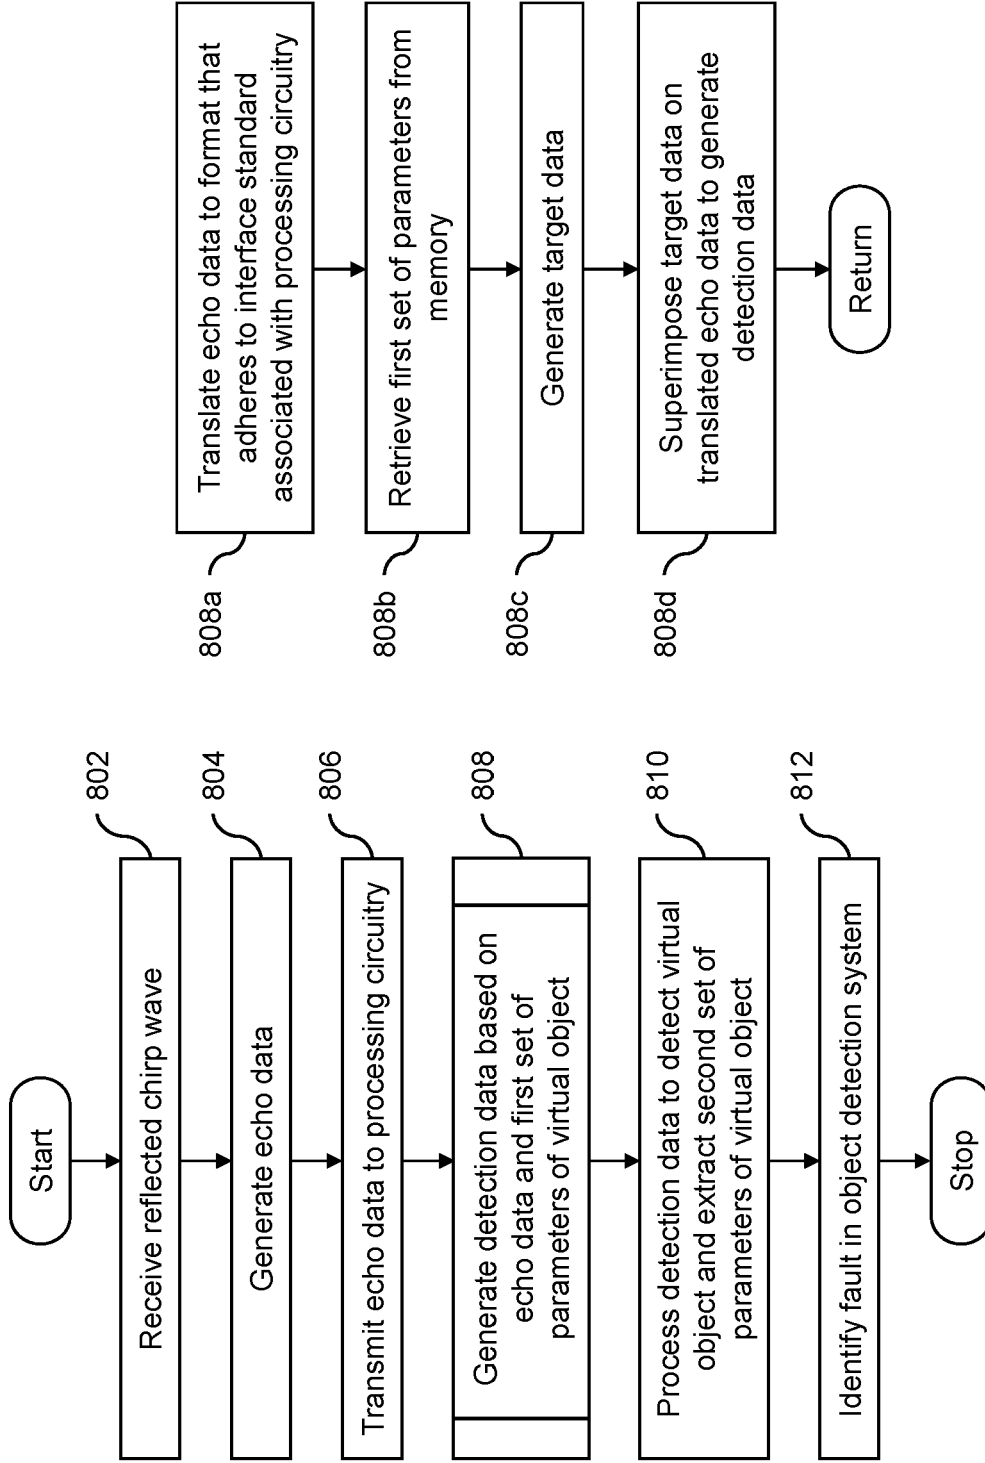 Start
Receive reflected chirp wave
802
Generate echo data
804
Transmit echo data to processing circuitry
806
Generate detection data based on
echo data and first set of
parameters of virtual object
808
Process detection data to detect virtual
object and extract second set of
parameters of virtual object
810
Identify fault in object detection system
812
Stop
Translate echo data to format that
adheres to interface standard
associated with processing circuitry
808a
Retrieve first set of parameters from
memory
808b
Generate target data
808c
Superimpose target data on
translated echo data to generate
detection data
808d
Return